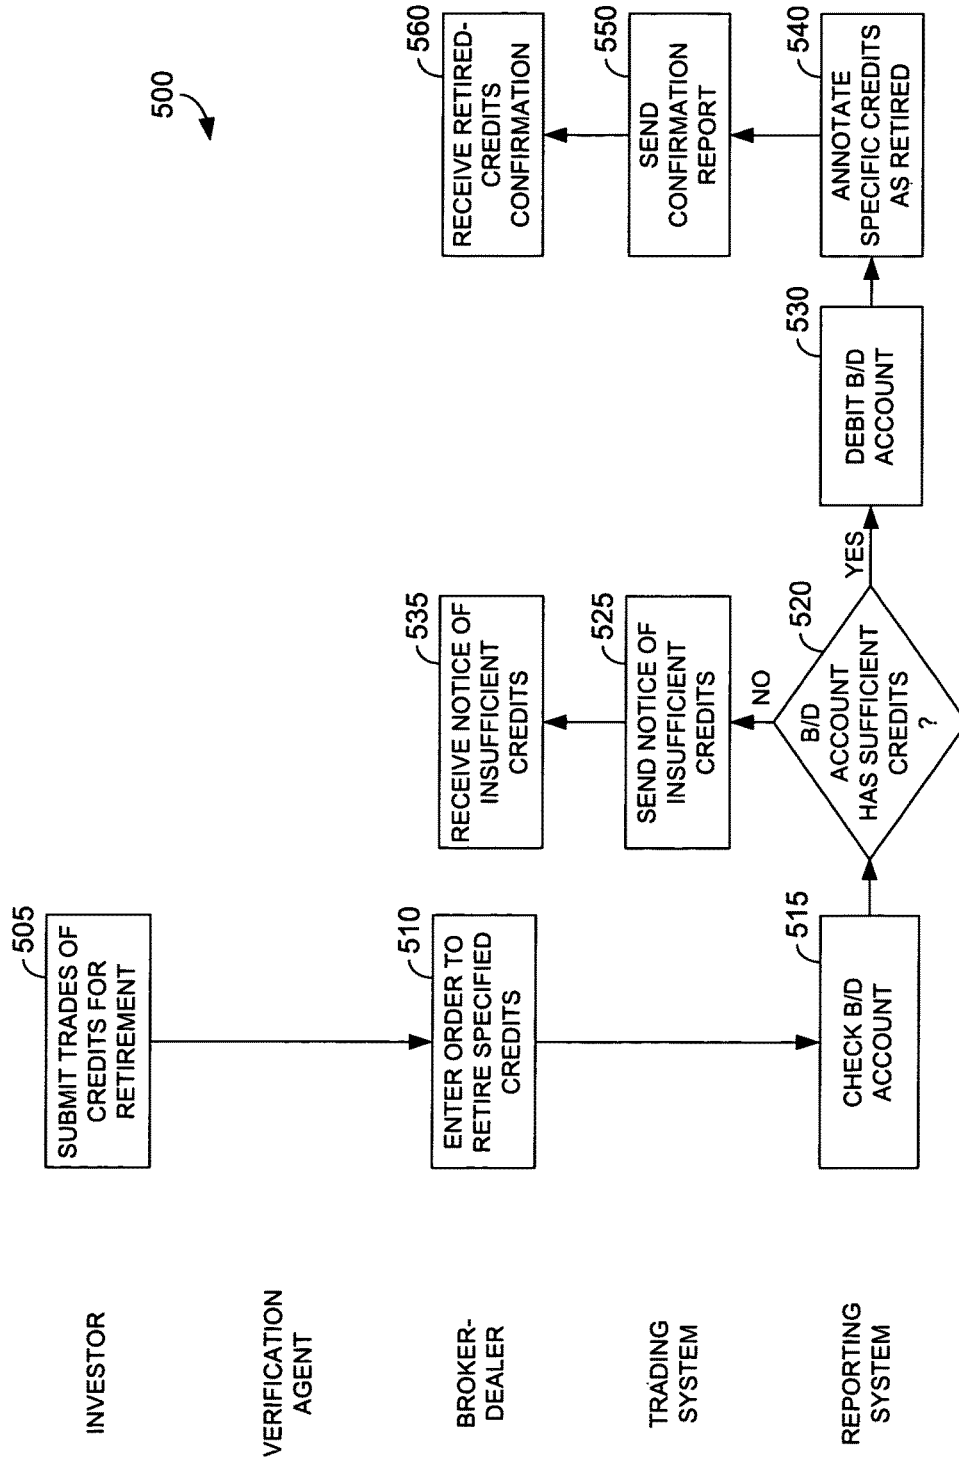 500
INVESTOR
VERIFICATION
AGENT
BROKER-
DEALER
TRADING
SYSTEM
REPORTING
SYSTEM
505
SUBMIT TRADES OF
CREDITS FOR
RETIREMENT
510
ENTER ORDER TO
RETIRE SPECIFIED
CREDITS
515
CHECK B/D
ACCOUNT
520
B/D
ACCOUNT
HAS SUFFICIENT
CREDITS
?
NO
YES
525
SEND NOTICE OF
INSUFFICIENT
CREDITS
535
RECEIVE NOTICE OF
INSUFFICIENT
CREDITS
530
DEBIT B/D
ACCOUNT
540
ANNOTATE
SPECIFIC CREDITS
AS RETIRED
550
SEND
CONFIRMATION
REPORT
560
RECEIVE RETIRED-
CREDITS
CONFIRMATION